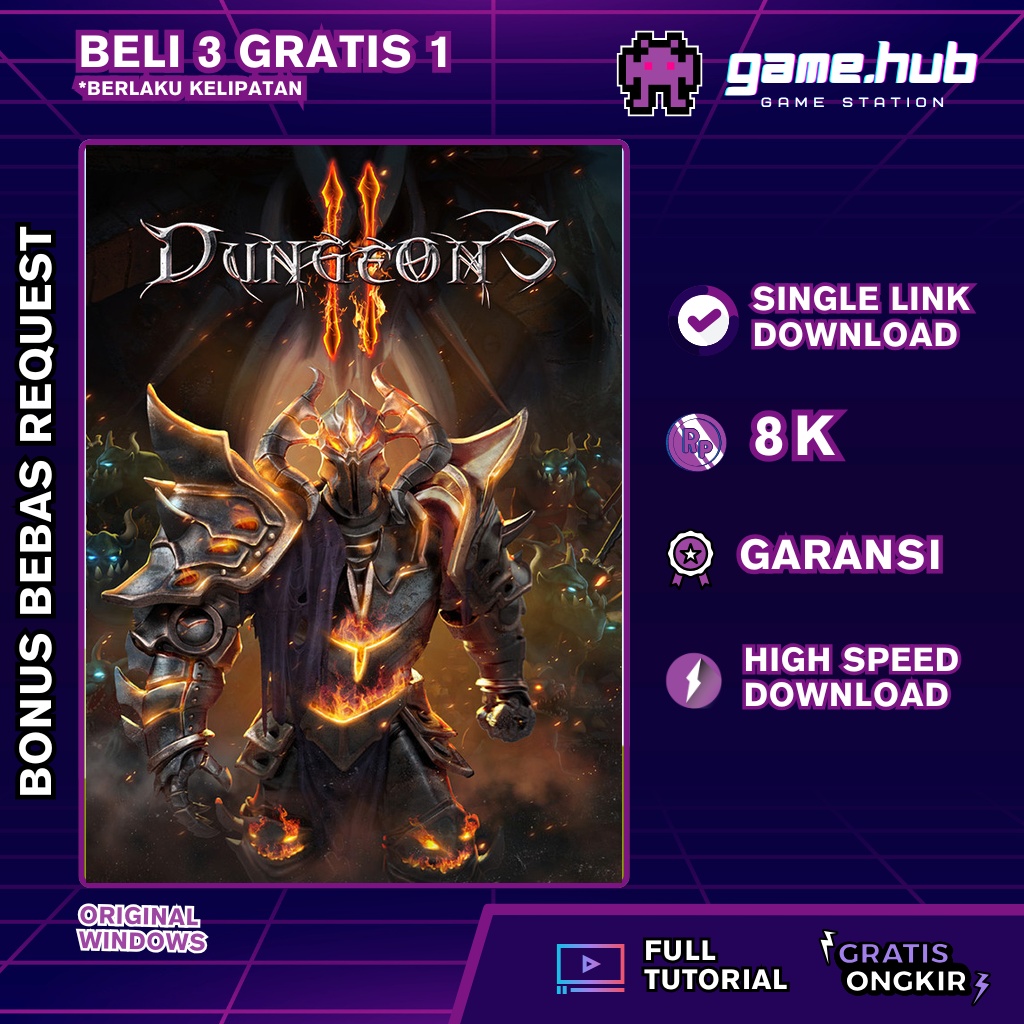 BELI 3 GRATIS 1
*BERLAKU KELIPATAN
game.hub
GAME STATION
BONUS BEBAS REQUEST
II
DUNGEONS
SINGLE LINK
DOWNLOAD
RP
8K
GARANSI
HIGH SPEED
DOWNLOAD
ORIGINAL
WINDOWS
FULL
TUTORIAL
GRATIS
ONGKIR